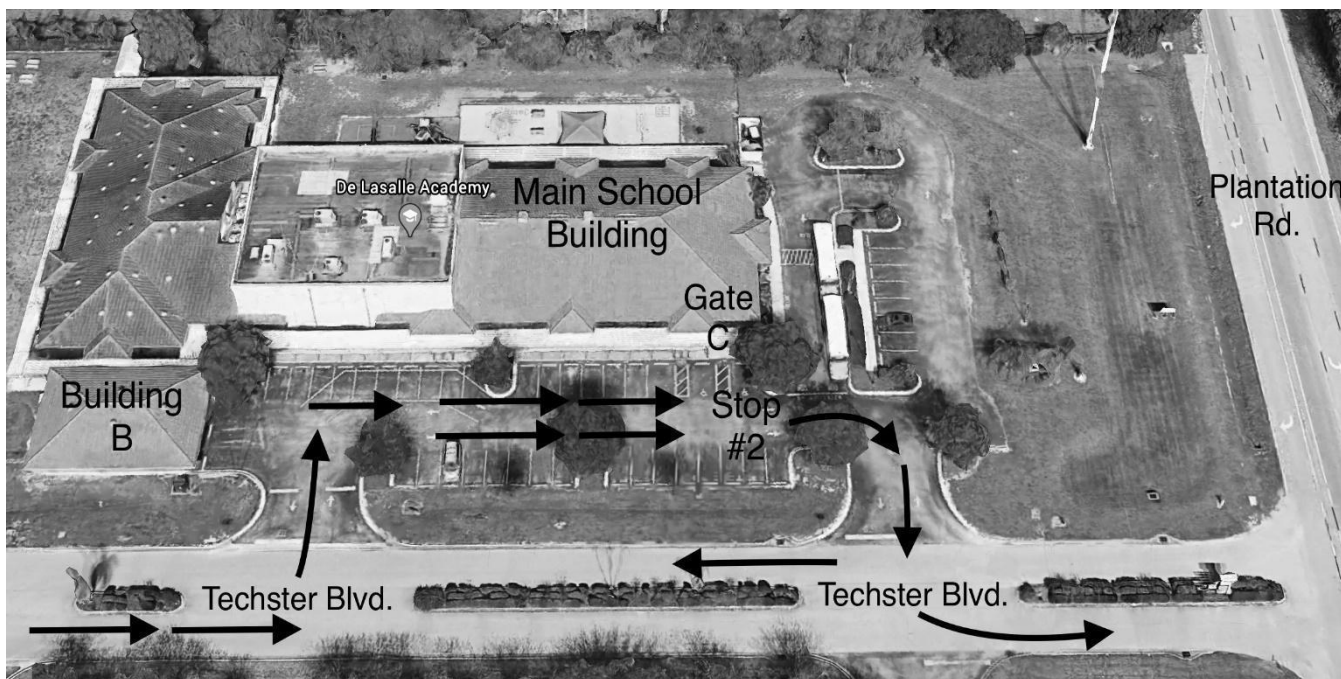 De Lasalle Academy
Main School
Building
Plantation
Rd.
Gate
C
Building
B
Stop
#2
Techster Blvd.
Techster Blvd.